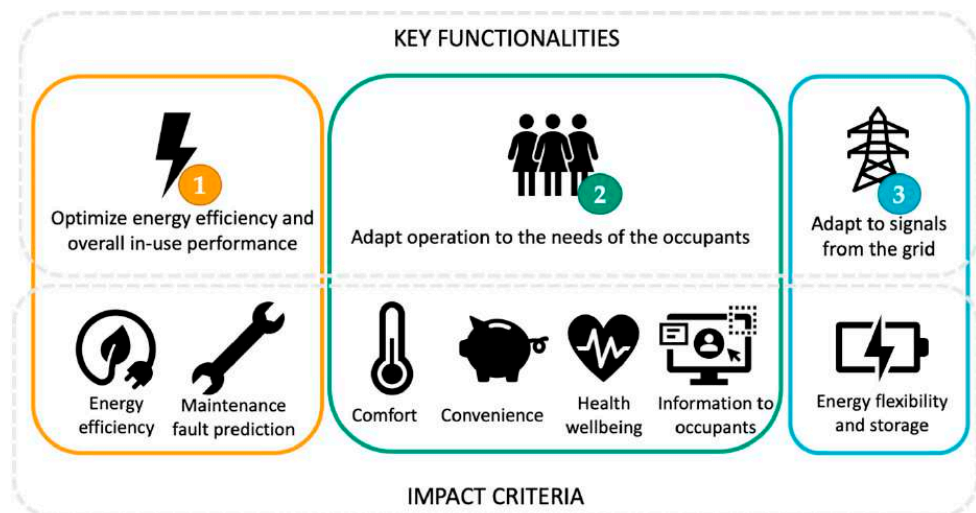 KEY FUNCTIONALITIES
1
Optimize energy efficiency and
overall in-use performance
2
Adapt operation to the needs of the occupants
3
Adapt to signals
from the grid
Energy
efficiency
Maintenance
fault prediction
Comfort
Convenience
Health
wellbeing
Information to
occupants
Energy flexibility
and storage
IMPACT CRITERIA